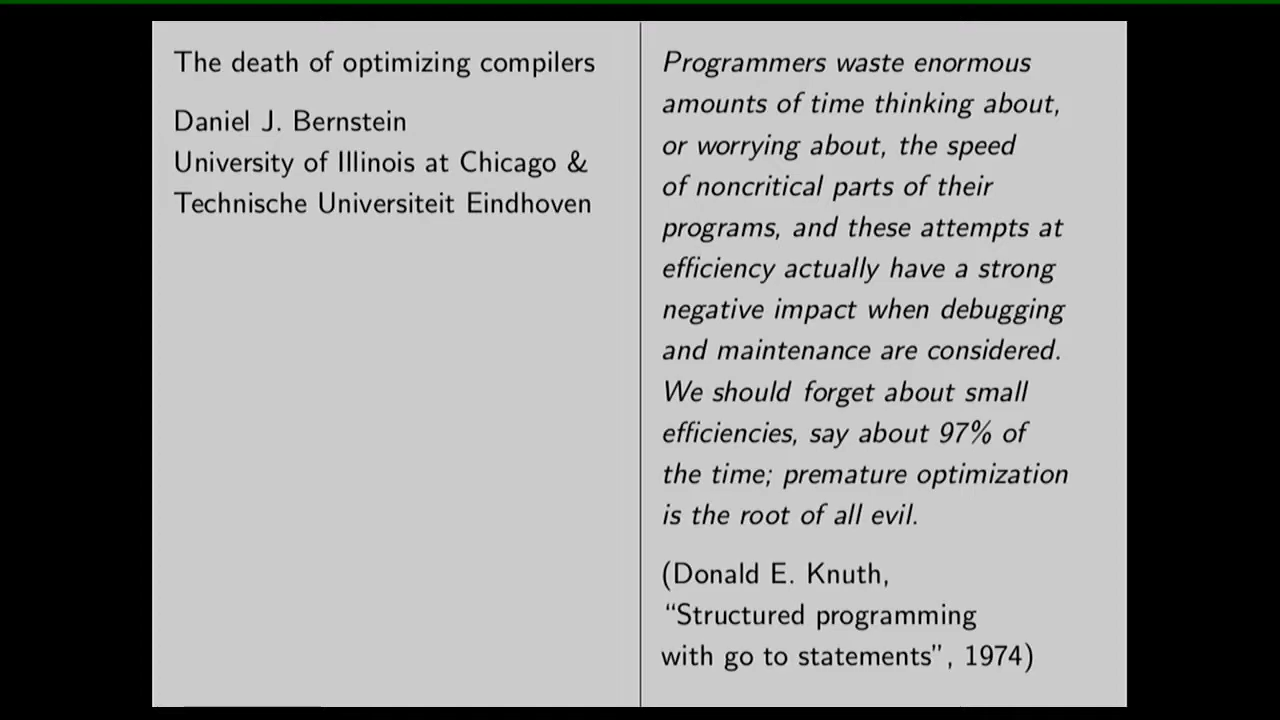 The death of optimizing compilers
Daniel J. Bernstein
University of Illinois at Chicago &
Technische Universiteit Eindhoven
Programmers waste enormous
amounts of time thinking about,
or worrying about, the speed
of noncritical parts of their
programs, and these attempts at
efficiency actually have a strong
negative impact when debugging
and maintenance are considered.
We should forget about small
efficiencies, say about 97% of
the time; premature optimization
is the root of all evil.
(Donald E. Knuth,
“Structured programming
with go to statements”, 1974)